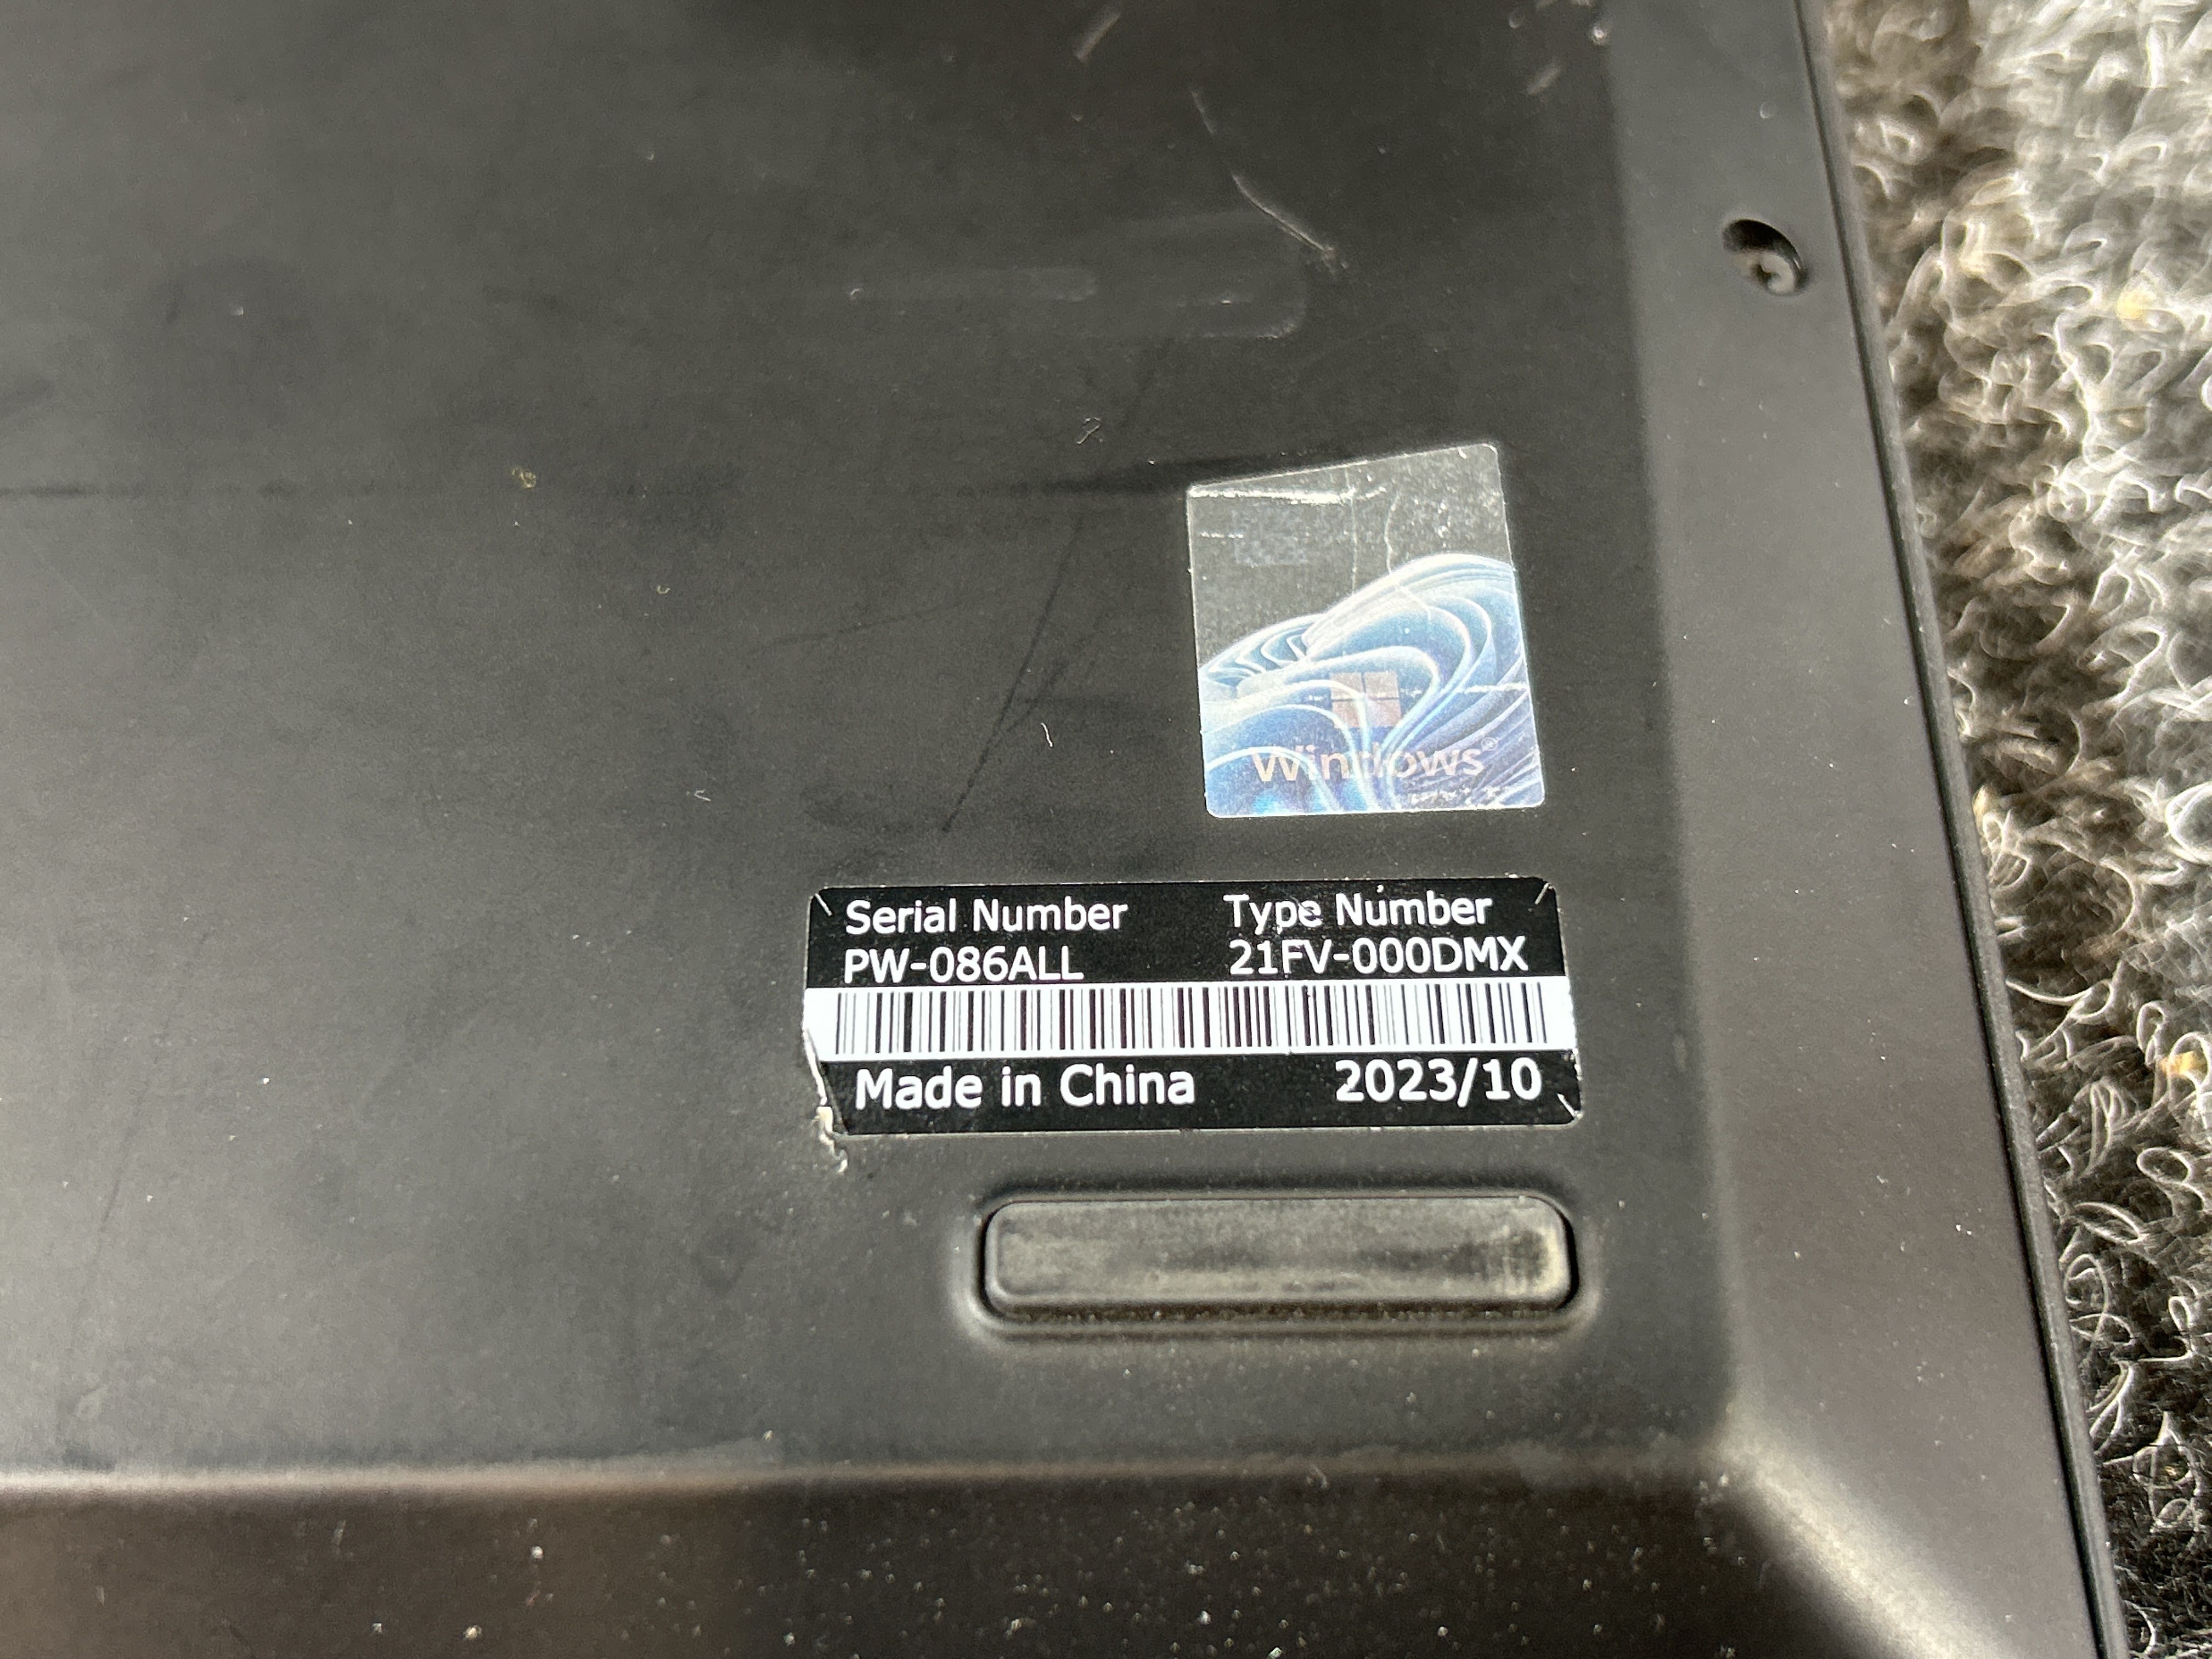 Windows®
Serial Number Type Number
PW-086ALL 21FV-000DMX
Made in China 2023/10